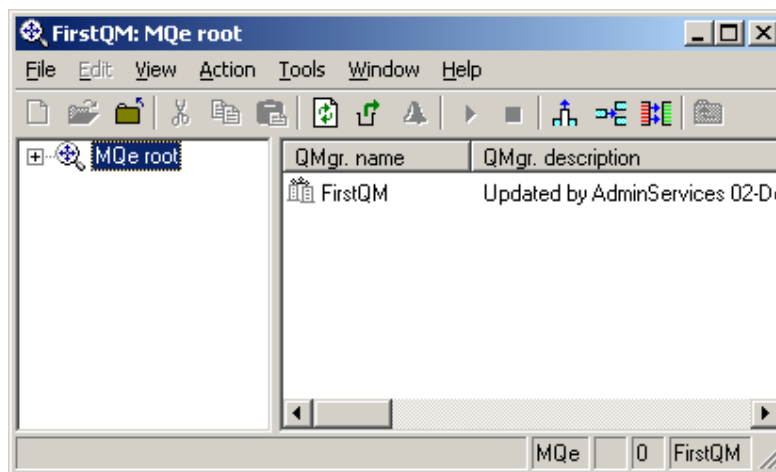 FirstQM: MQe root
File Edit View Action Tools Window Help
MQe root
QMgr. name QMgr. description
FirstQM Updated by AdminServices 02-D
MQe 0 FirstQM